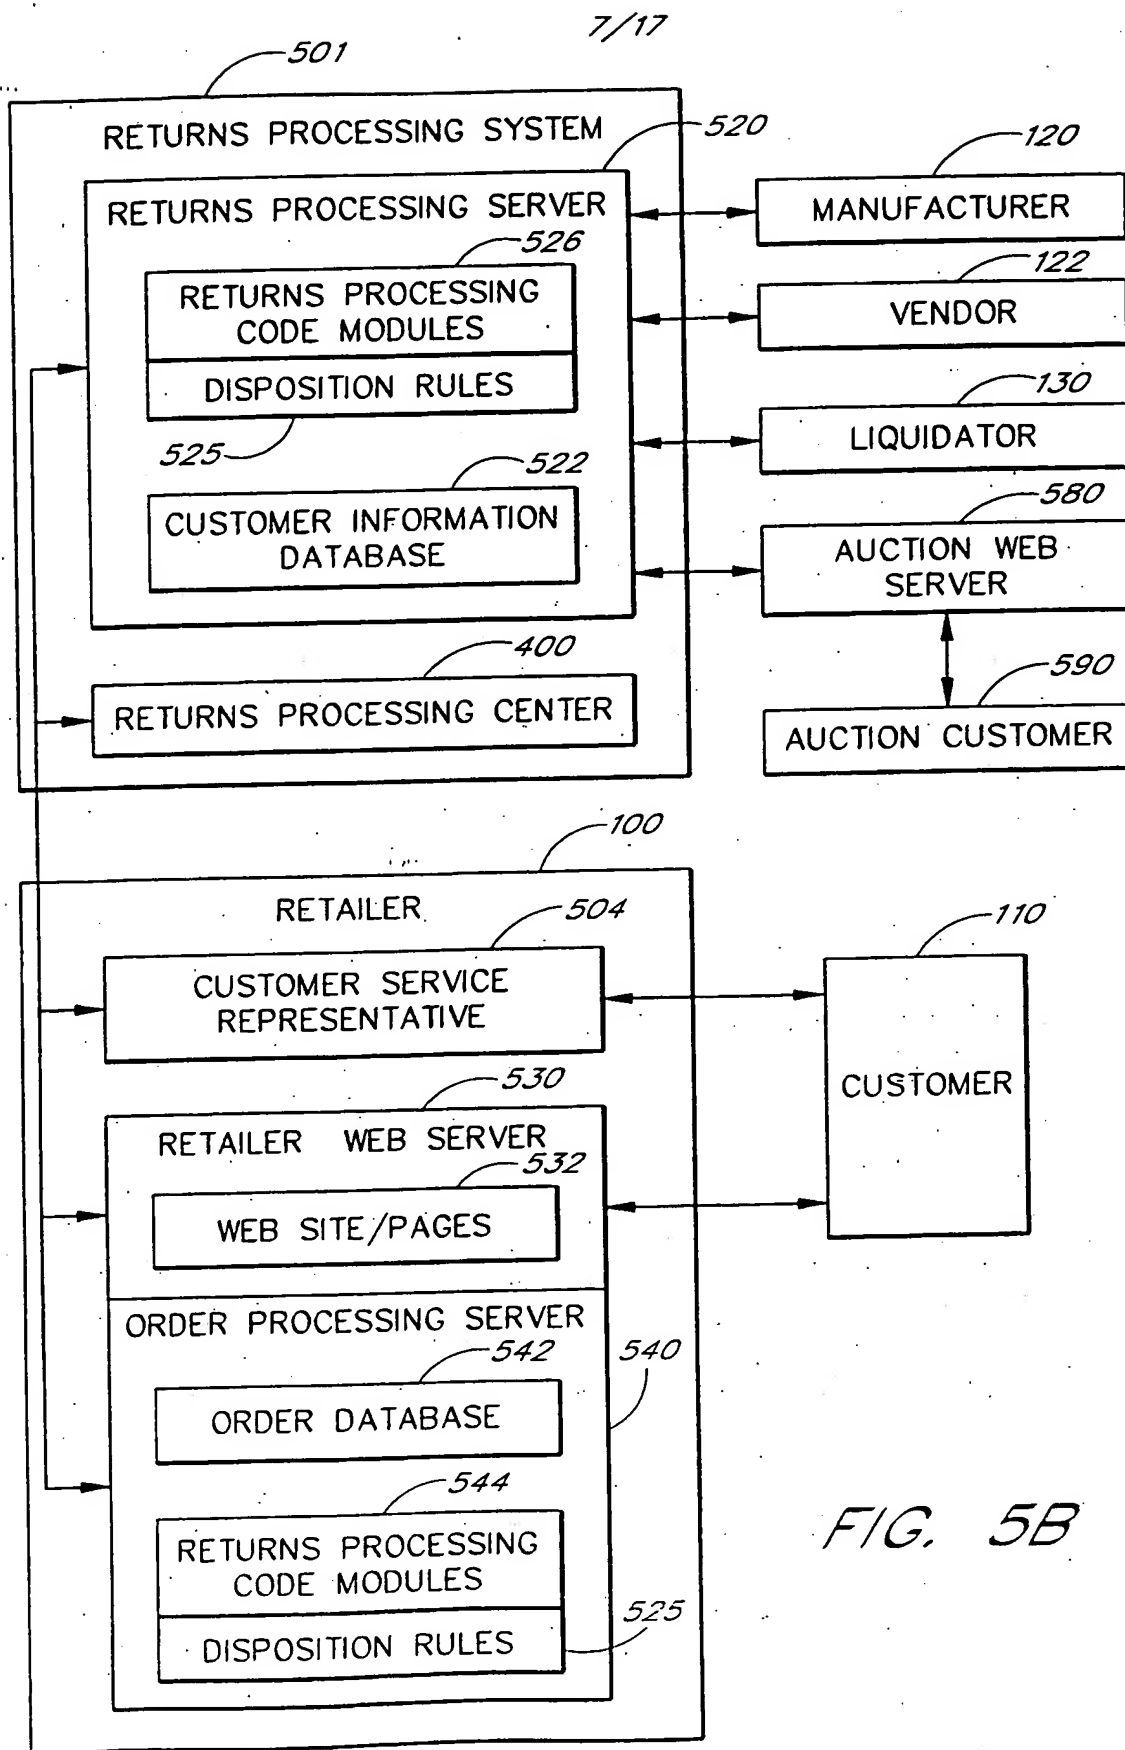 7/17
501
RETURNS PROCESSING SYSTEM
520
RETURNS PROCESSING SERVER
526
RETURNS PROCESSING
CODE MODULES
DISPOSITION RULES
525
522
CUSTOMER INFORMATION
DATABASE
400
RETURNS PROCESSING CENTER
120
MANUFACTURER
122
VENDOR
130
LIQUIDATOR
580
AUCTION WEB
SERVER
590
AUCTION CUSTOMER
100
RETAILER
504
CUSTOMER SERVICE
REPRESENTATIVE
110
CUSTOMER
530
RETAILER WEB SERVER
532
WEB SITE/PAGES
ORDER PROCESSING SERVER
540
542
ORDER DATABASE
544
RETURNS PROCESSING
CODE MODULES
525
DISPOSITION RULES
FIG. 5B